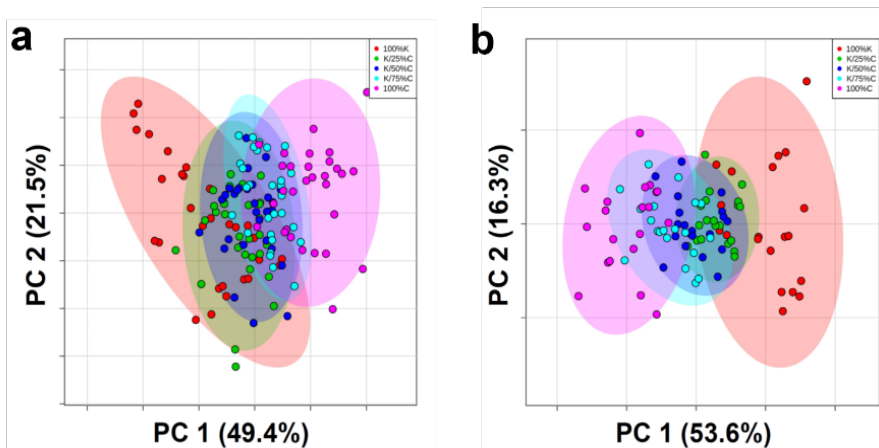 a
100%K
K/25%C
K/50%C
K/75%C
100%C
PC 2 (21.5%)
PC 1 (49.4%)
b
100%K
K/25%C
K/50%C
K/75%C
100%C
PC 2 (16.3%)
PC 1 (53.6%)